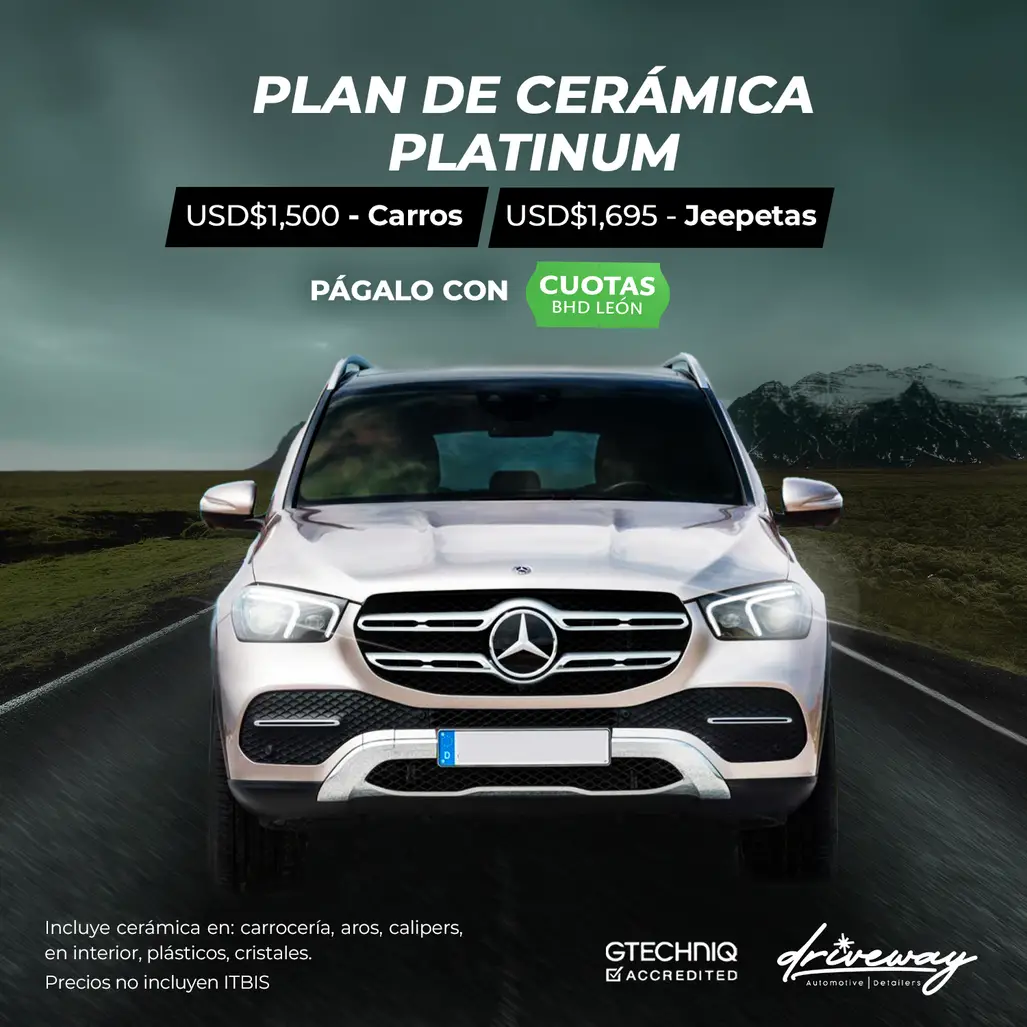 PLAN DE CERÁMICA
PLATINUM
USD$1,500 - Carros
USD$1,695 - Jeepetas
PÁGALO CON
CUOTAS
BHD LEÓN
D
Incluye cerámica en: carrocería, aros, calipers,
en interior, plásticos, cristales.
Precios no incluyen ITBIS
GTECHNIQ
ACCREDITED
driveway
Automotive | Detailers